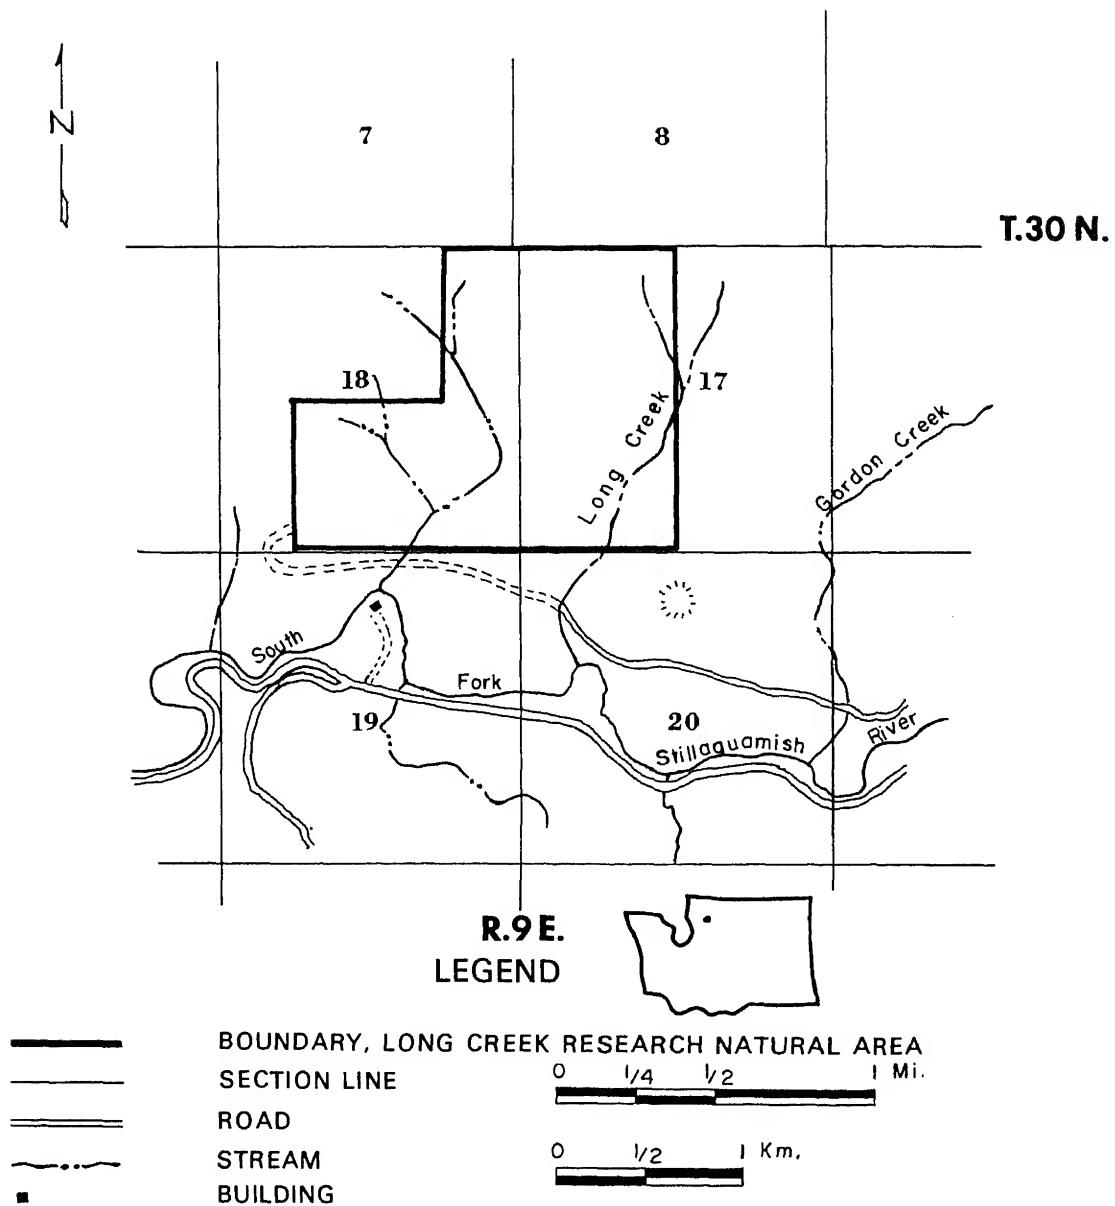 N
7
8
T.30 N.
18
17
Long Creek
Gordon Creek
South
Fork
19
20
Stillaguamish
River
R.9 E.
LEGEND
BOUNDARY, LONG CREEK RESEARCH NATURAL AREA
SECTION LINE
0 1/4 1/2 1 Mi.
ROAD
STREAM
0 1/2 1 Km.
BUILDING